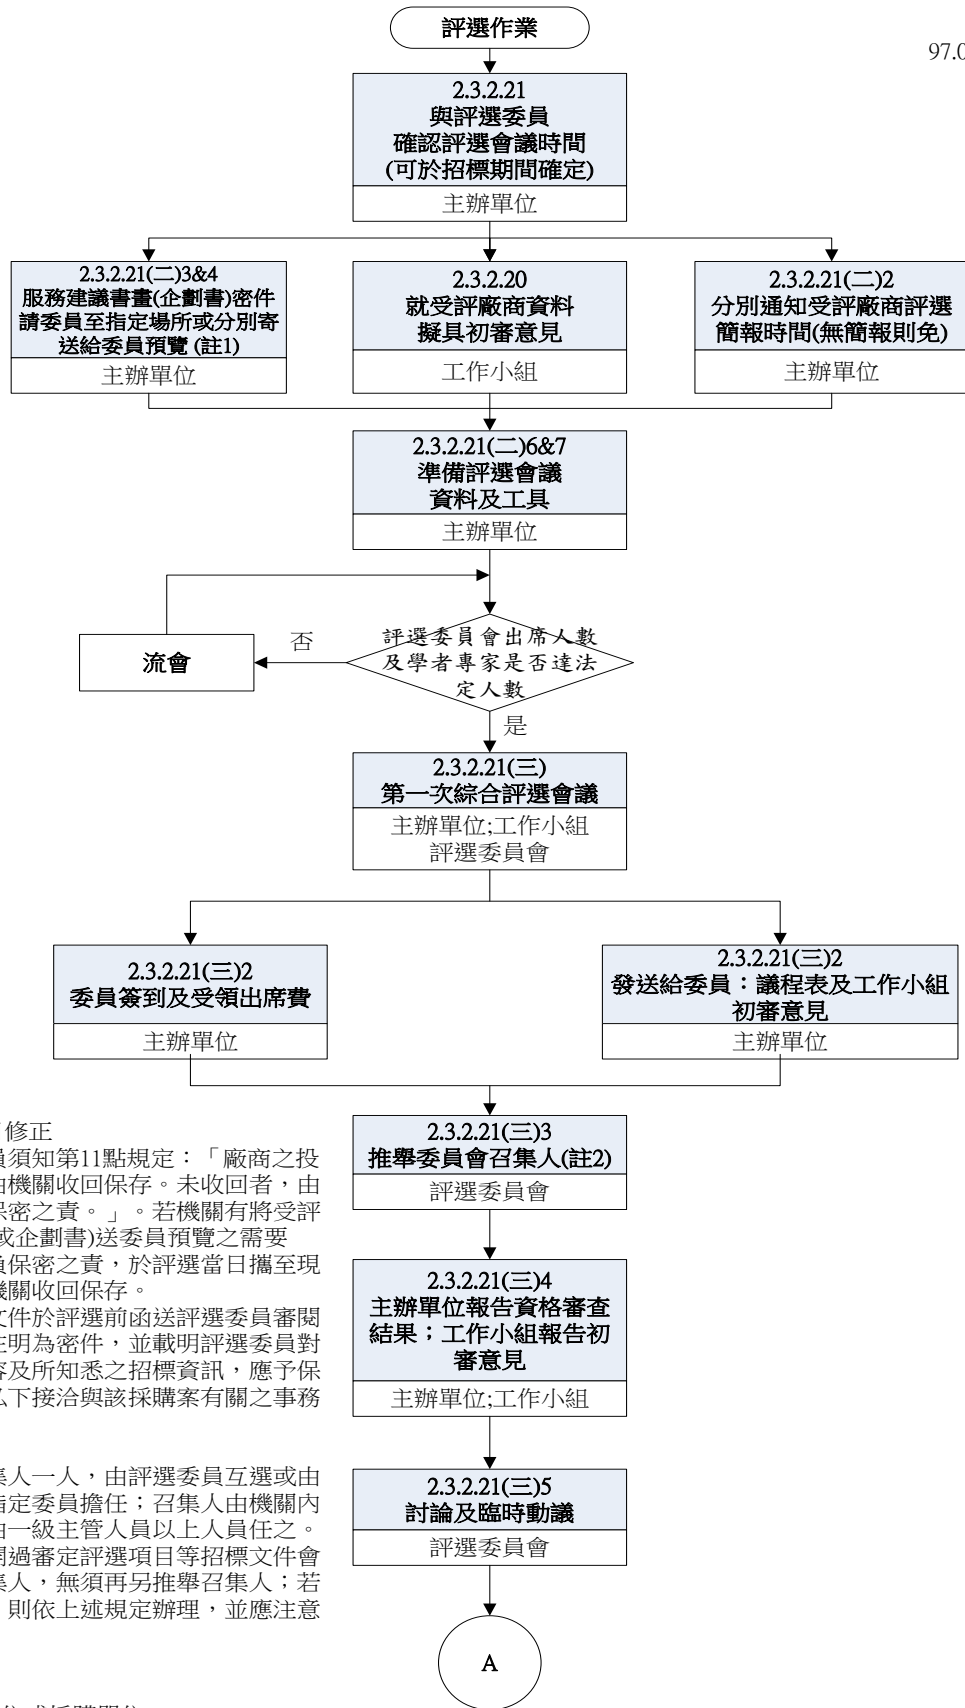 評選作業
97.0
2.3.2.21
與評選委員
確認評選會議時間
(可於招標期間確定)
主辦單位
2.3.2.21(二)3&4
服務建議書畫(企劃書)密件
請委員至指定場所或分別寄
送給委員預覽 (註1)
主辦單位
2.3.2.20
就受評廠商資料
擬具初審意見
工作小組
2.3.2.21(二)2
分別通知受評廠商評選
簡報時間(無簡報則免)
主辦單位
2.3.2.21(二)6&7
準備評選會議
資料及工具
主辦單位
評選委員會出席人數
及學者專家是否達法
定人數
否
流會
是
2.3.2.21(三)
第一次綜合評選會議
主辦單位;工作小組
評選委員會
2.3.2.21(三)2
委員簽到及受領出席費
主辦單位
2.3.2.21(三)2
發送給委員：議程表及工作小組
初審意見
主辦單位
2.3.2.21(三)3
推舉委員會召集人(註2)
評選委員會
2.3.2.21(三)4
主辦單位報告資格審查
結果；工作小組報告初
審意見
主辦單位;工作小組
2.3.2.21(三)5
討論及臨時動議
評選委員會
A
修正
員須知第11點規定：「廠商之投
由機關收回保存。未收回者，由
保密之責。」。若機關有將受評
或企劃書)送委員預覽之需要
負保密之責，於評選當日攜至現
機關收回保存。
文件於評選前函送評選委員審閱
註明為密件，並載明評選委員對
容及所知悉之招標資訊，應予保
私下接洽與該採購案有關之事務
集人一人，由評選委員互選或由
指定委員擔任；召集人由機關內
由一級主管人員以上人員任之。
開過審定評選項目等招標文件會
集人，無須再另推舉召集人；若
則依上述規定辦理，並應注意